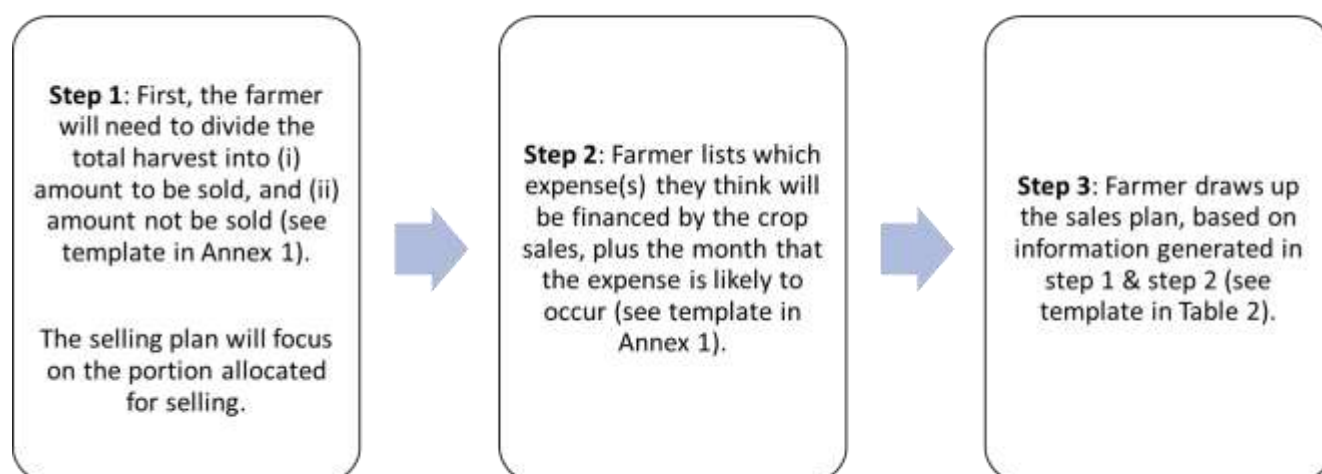 Step 1: First, the farmer
will need to divide the
total harvest into (i)
amount to be sold, and (ii)
amount not be sold (see
template in Annex 1).
The selling plan will focus
on the portion allocated
for selling.
Step 2: Farmer lists which
expense(s) they think will
be financed by the crop
sales, plus the month that
the expense is likely to
occur (see template in
Annex 1).
Step 3: Farmer draws up
the sales plan, based on
information generated in
step 1 & step 2 (see
template in Table 2).